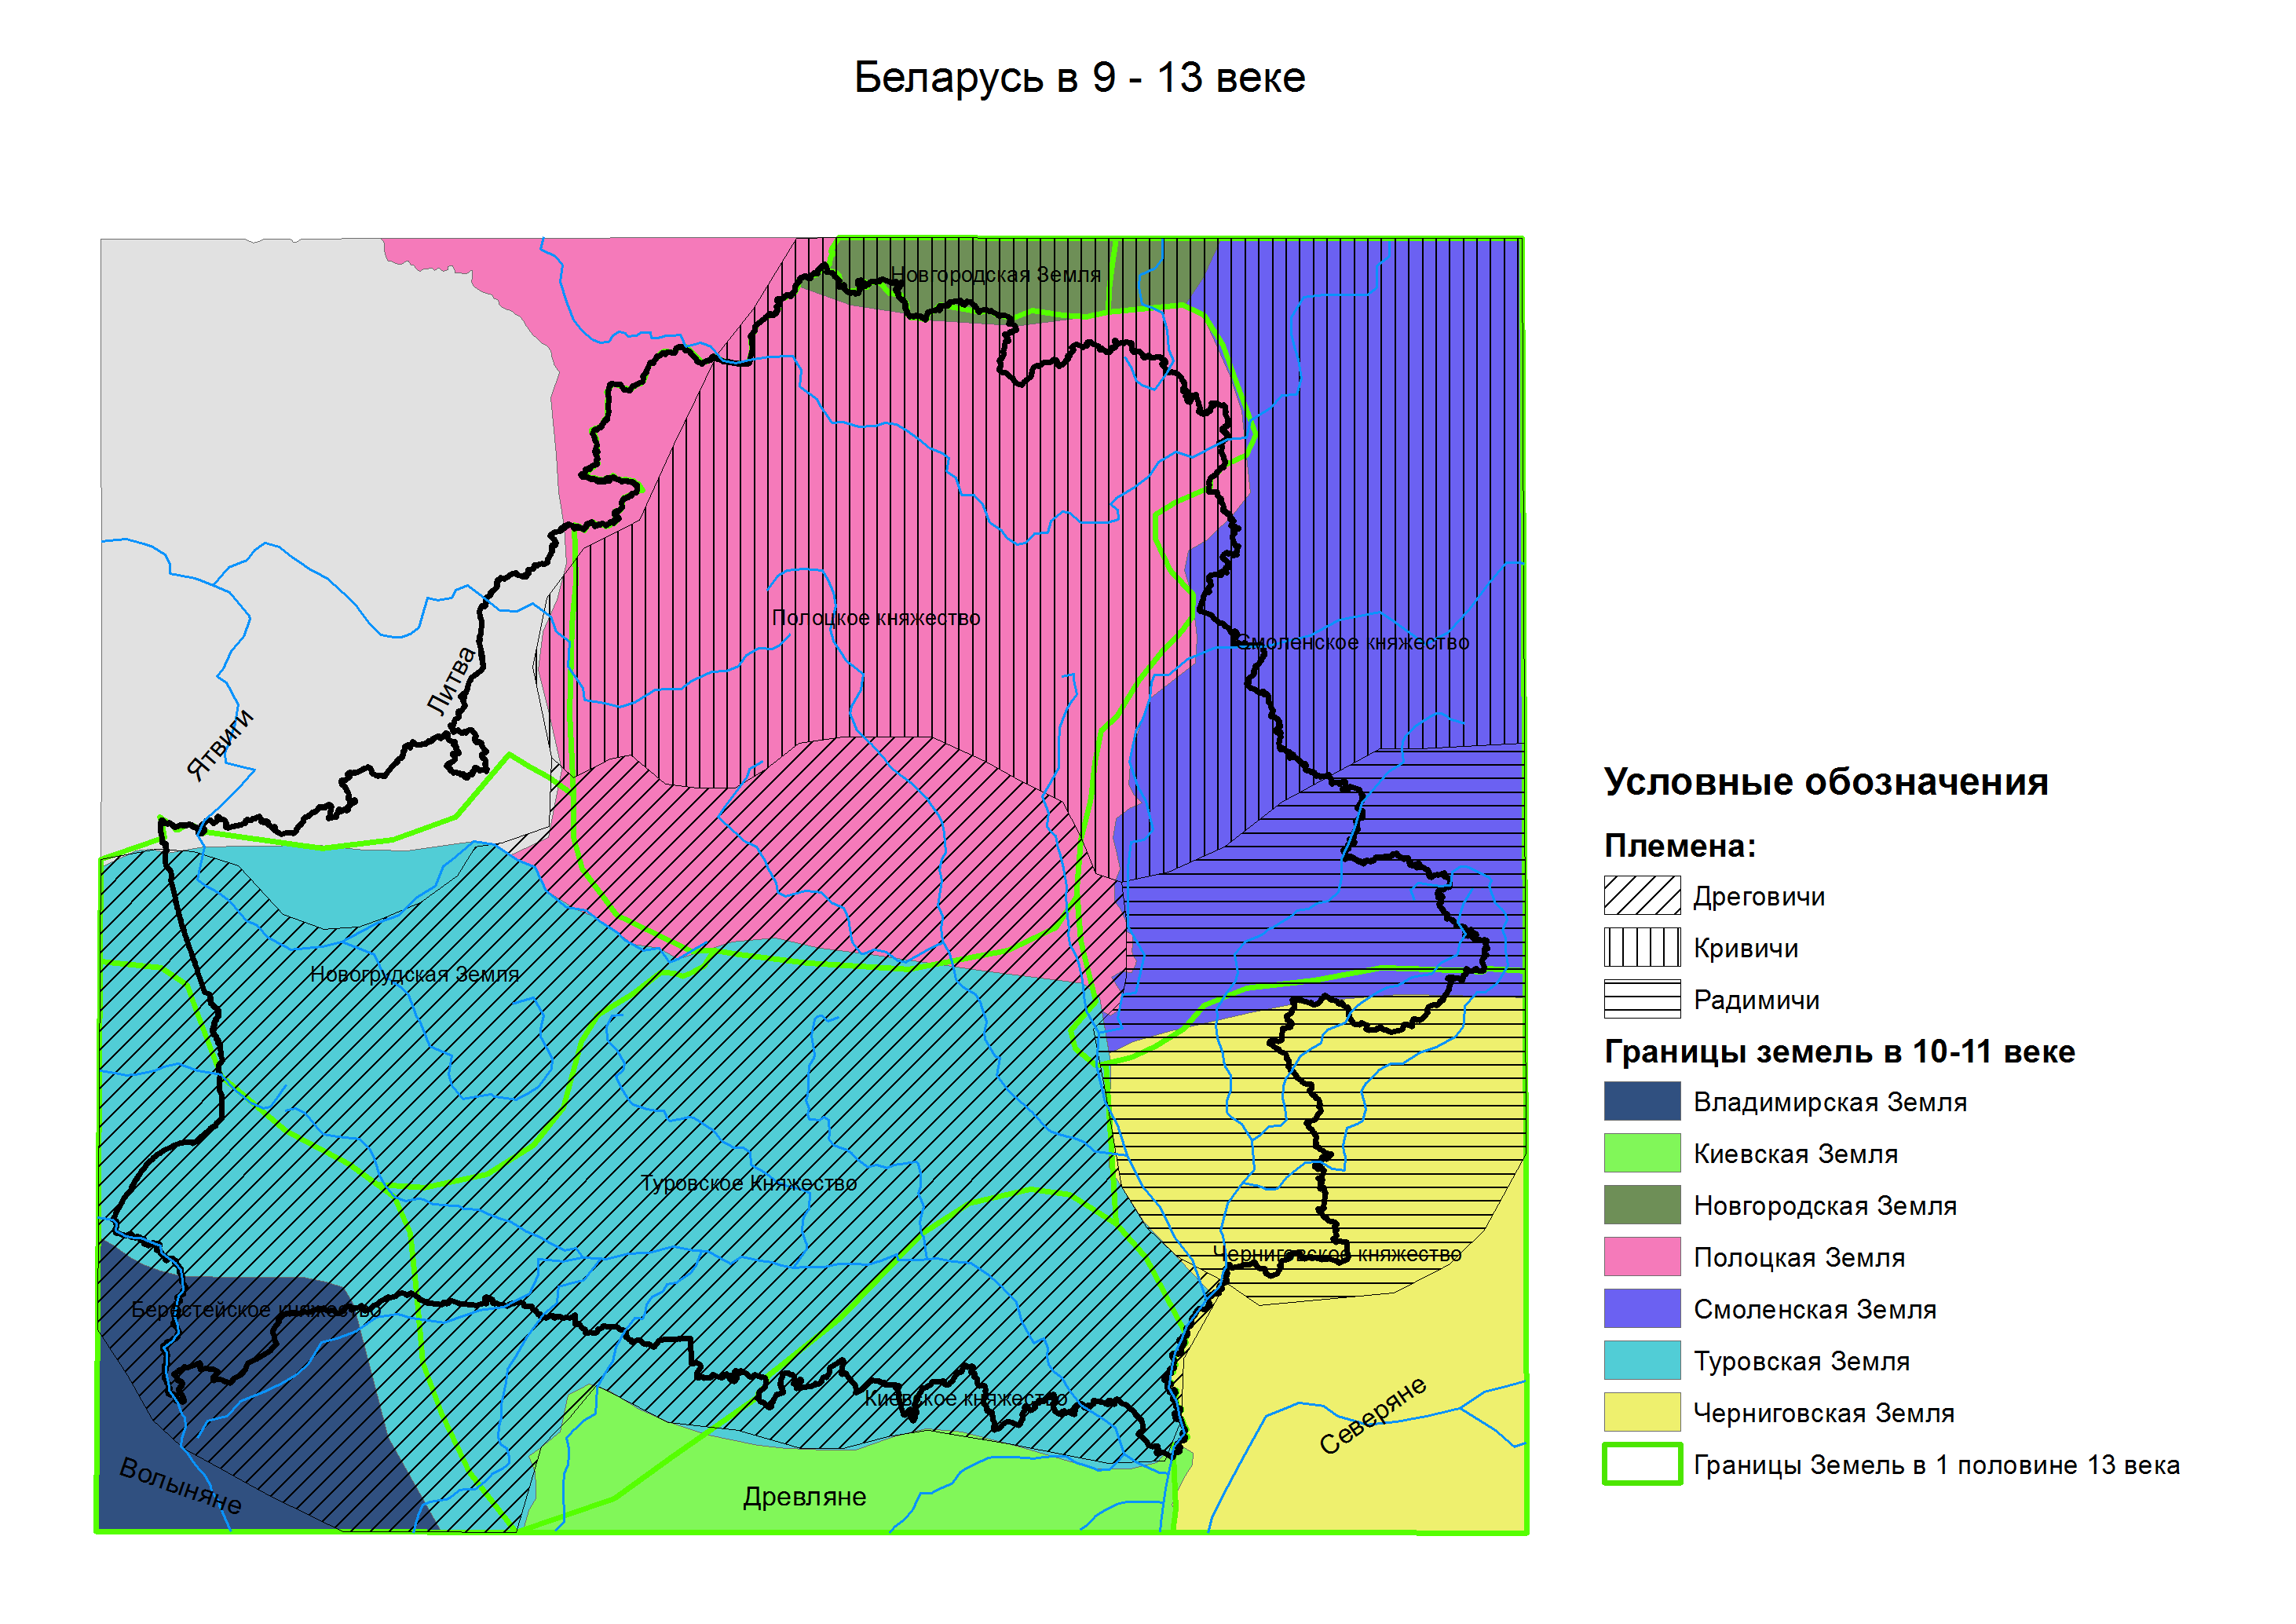 Беларусь в 9 - 13 веке
Новгородская Земля
Полоцкое княжество
Смоленское княжество
Литва
Ятвиги
Новогрудская Земля
Туровское Княжество
Черниговское княжество
Берестейское княжество
Киевское княжество
Северяне
Волыняне
Древляне
Условные обозначения
Племена:
Дреговичи
Кривичи
Радимичи
Границы земель в 10-11 веке
Владимирская Земля
Киевская Земля
Новгородская Земля
Полоцкая Земля
Смоленская Земля
Туровская Земля
Черниговская Земля
Границы Земель в 1 половине 13 века